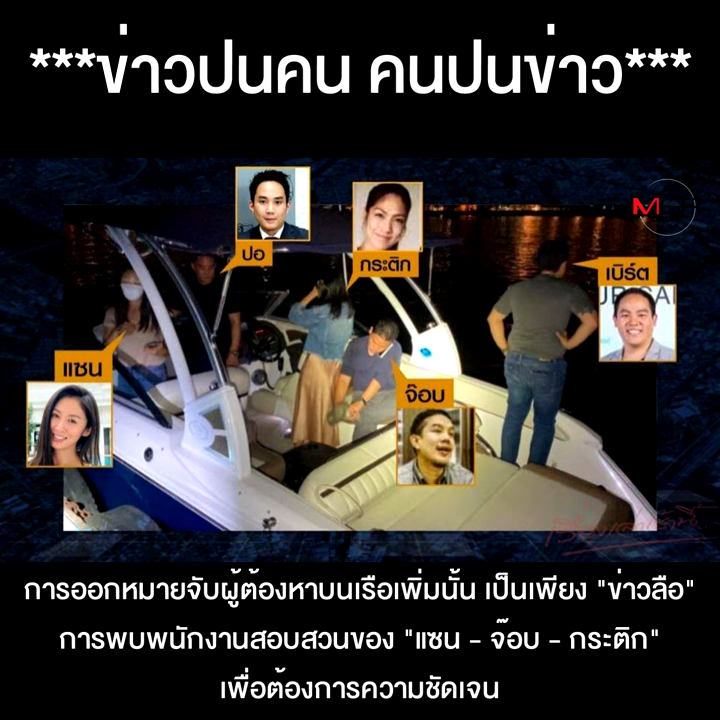 ***ข่าวปนคน คนปนข่าว***
M
ปอ
กระติก
เบิร์ต
แซน
จ๊อบ
การออกหมายจับผู้ต้องหาบนเรือเพิ่มนั้น เป็นเพียง "ข่าวลือ"
การพบพนักงานสอบสวนของ "แซน - จ๊อบ - กระติก"
เพื่อต้องการความชัดเจน